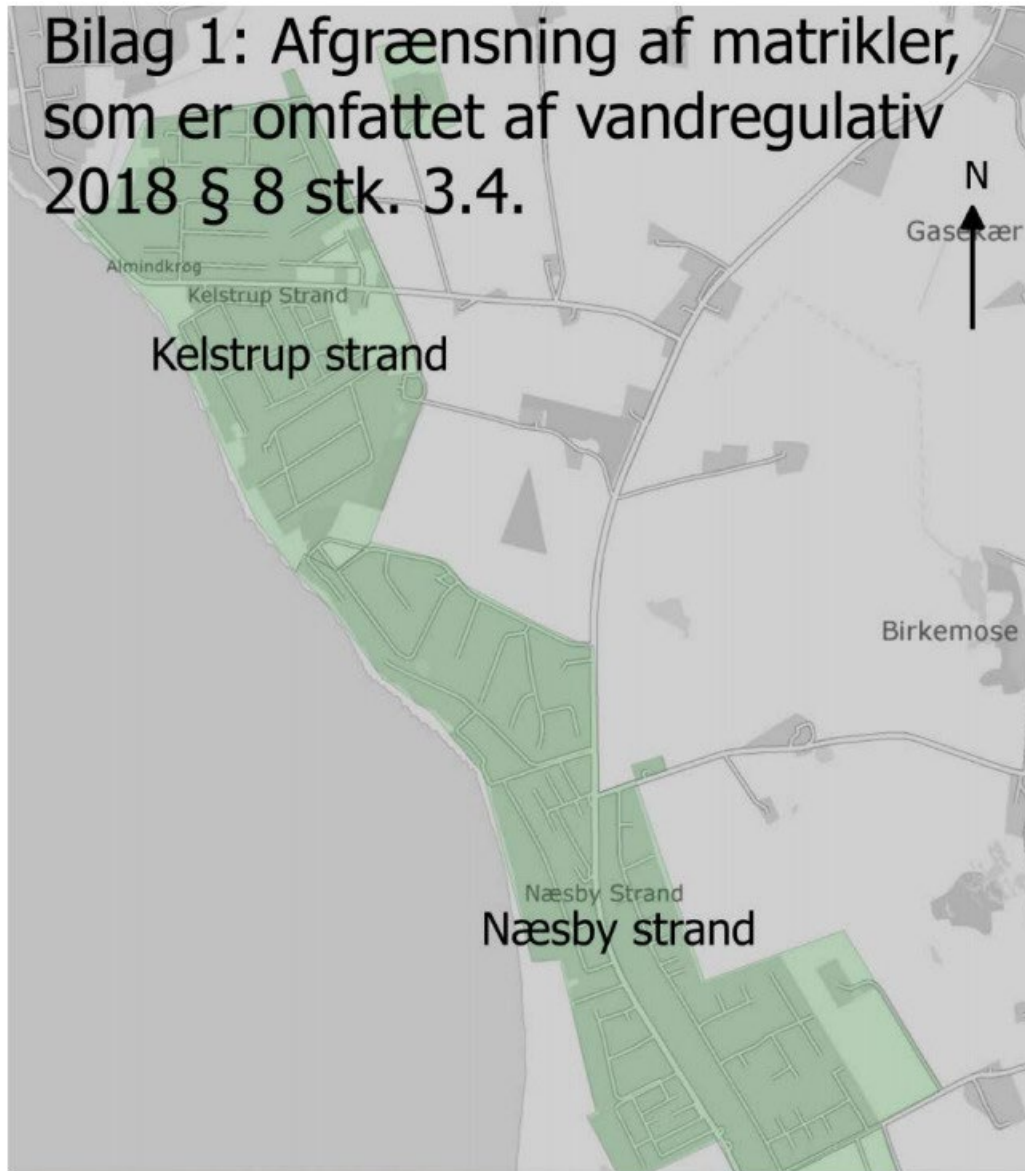 Bilag 1: Afgrænsning af matrikler,
som er omfattet af vandregulativ
2018 § 8 stk. 3.4.
N
Gasekær
Almindkrog
Kelstrup Strand
Kelstrup strand
Birkemose
Næsby Strand
Næsby strand